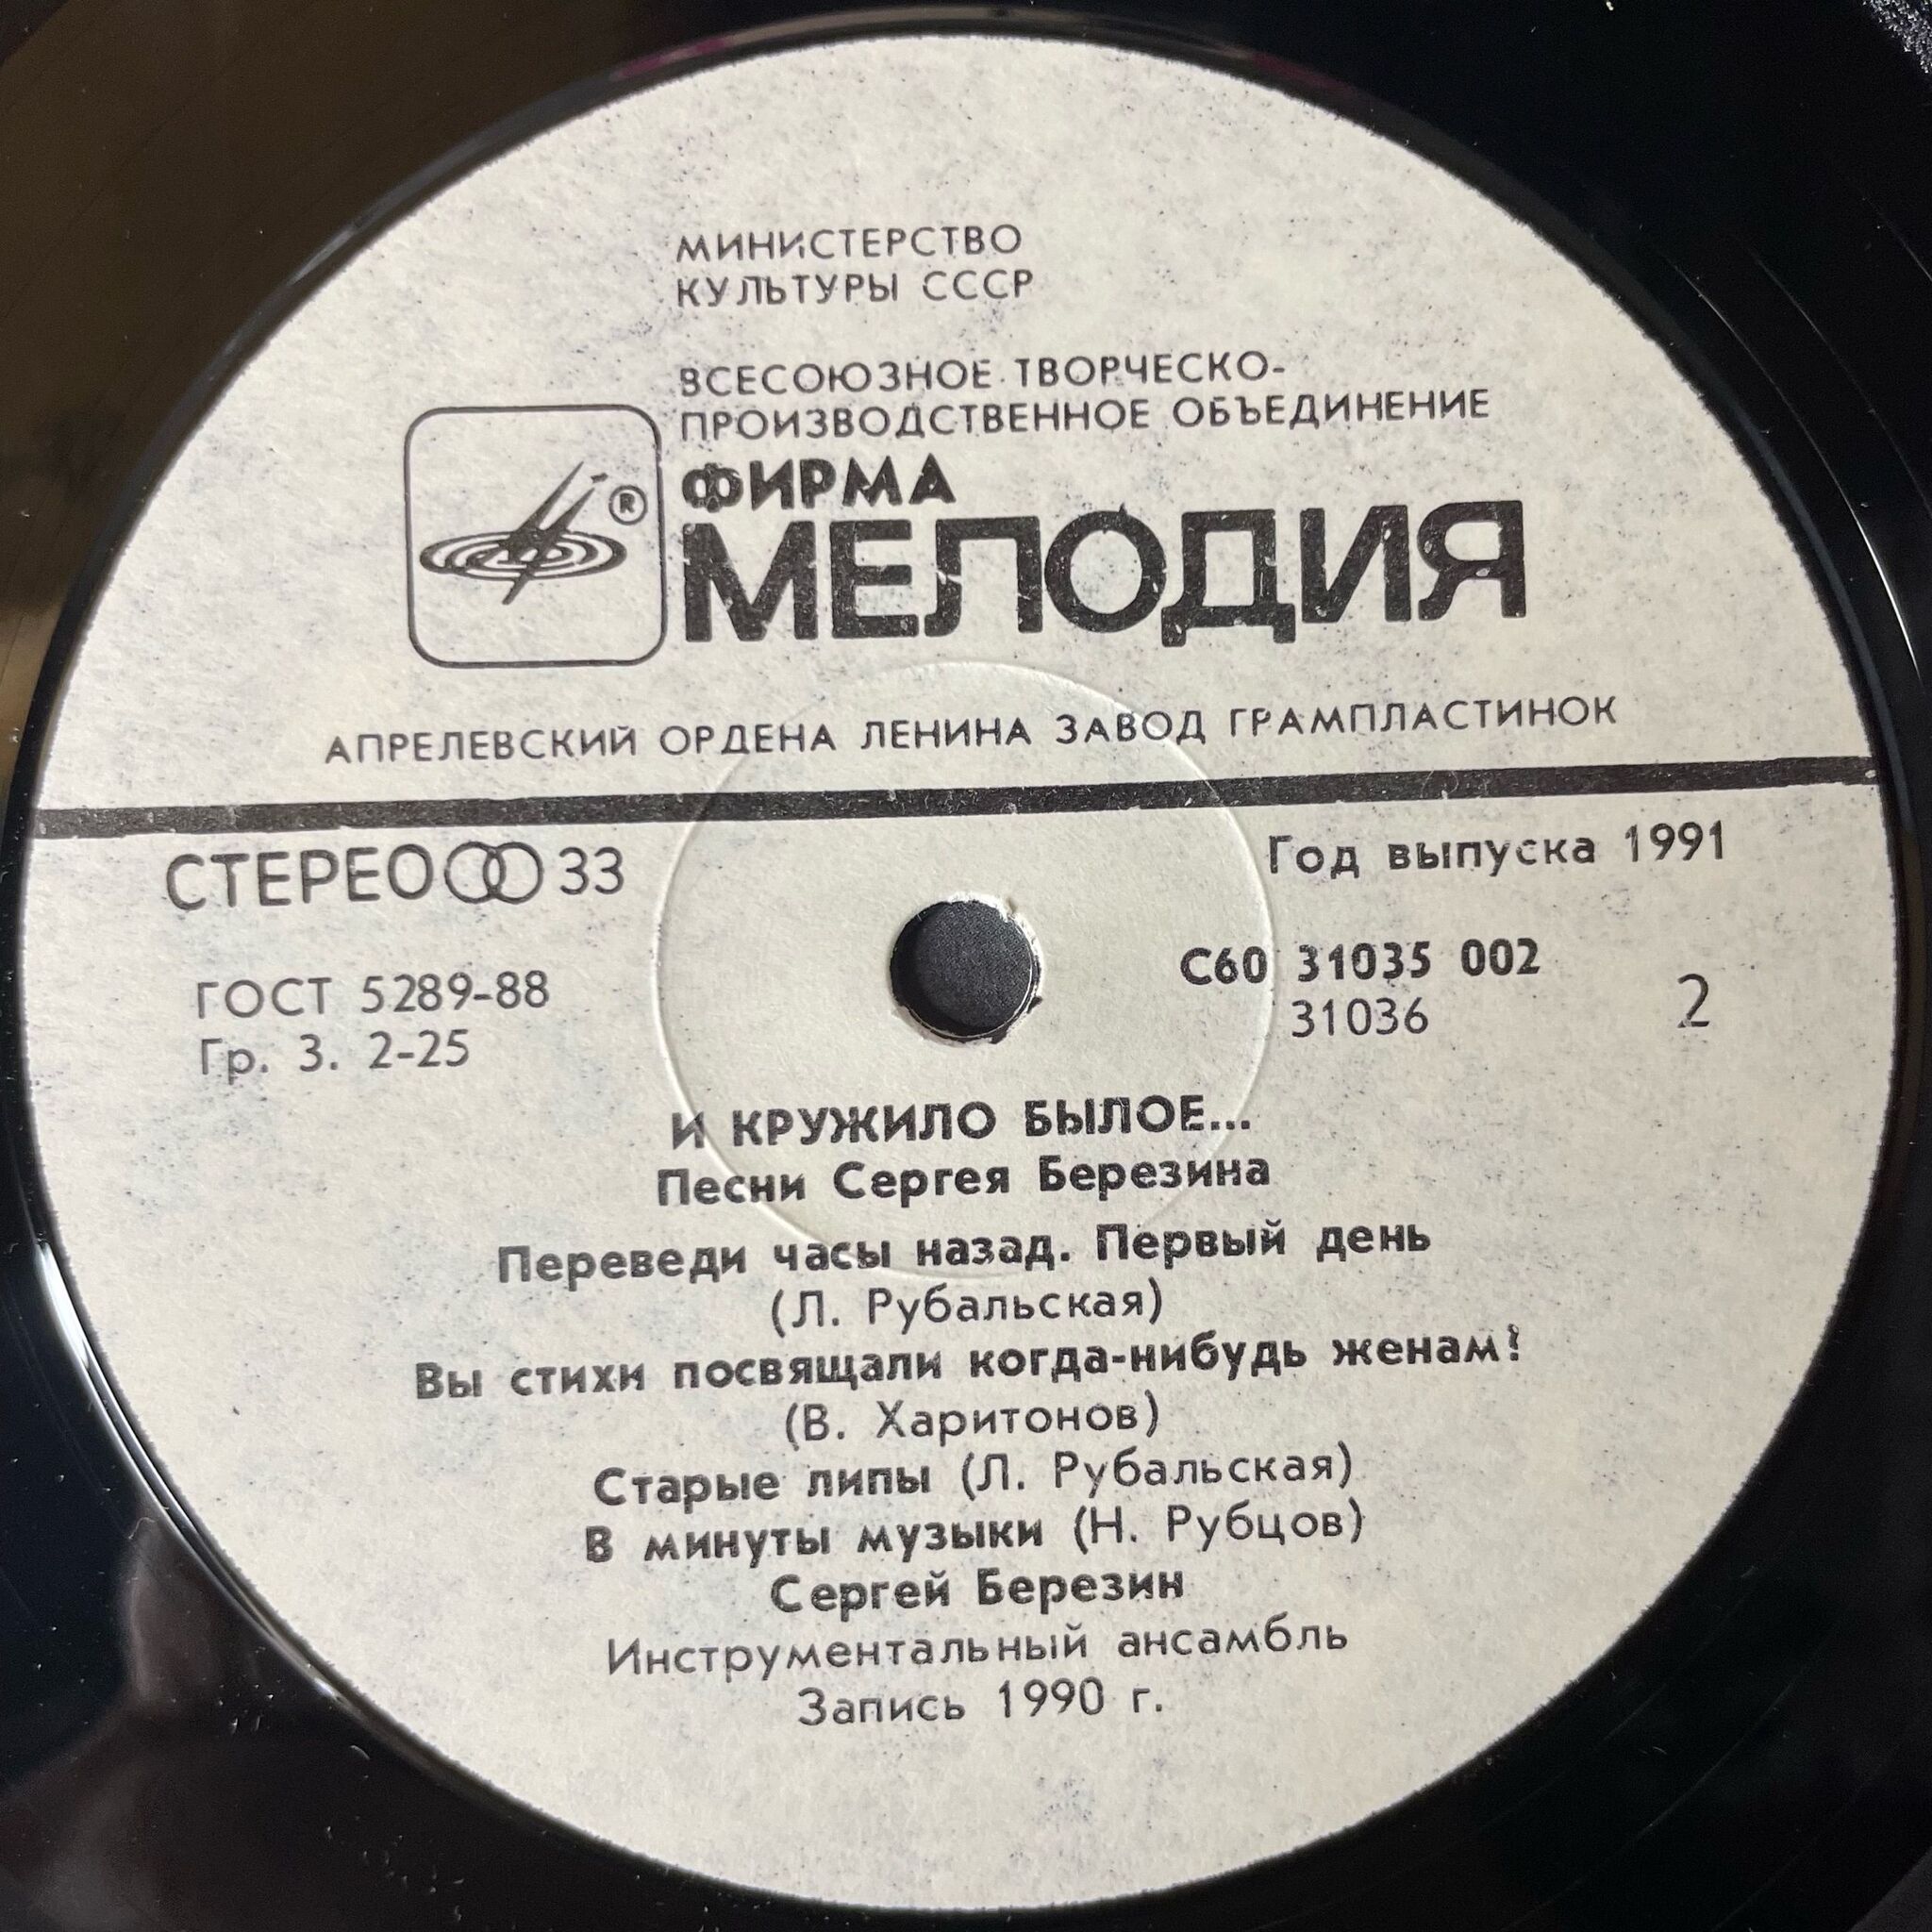 МИНИСТЕРСТВО
КУЛЬТУРЫ СССР
ВСЕСОЮЗНОЕ ТВОРЧЕСКО-
ПРОИЗВОДСТВЕННОЕ ОБЪЕДИНЕНИЕ
®
ФИРМА
МЕЛОДИЯ
АПРЕЛЕВСКИЙ ОРДЕНА ЛЕНИНА ЗАВОД ГРАМПЛАСТИНОК
СТЕРЕО 33
Год выпуска 1991
ГОСТ 5289-88
Гр. 3. 2-25
С60 31035 002
31036
2
И КРУЖИЛО БЫЛОЕ...
Песни Сергея Березина
Переведи часы назад. Первый день
(Л. Рубальская)
Вы стихи посвящали когда-нибудь женам!
(В. Харитонов)
Старые липы (Л. Рубальская)
В минуты музыки (Н. Рубцов)
Сергей Березин
Инструментальный ансамбль
Запись 1990 г.